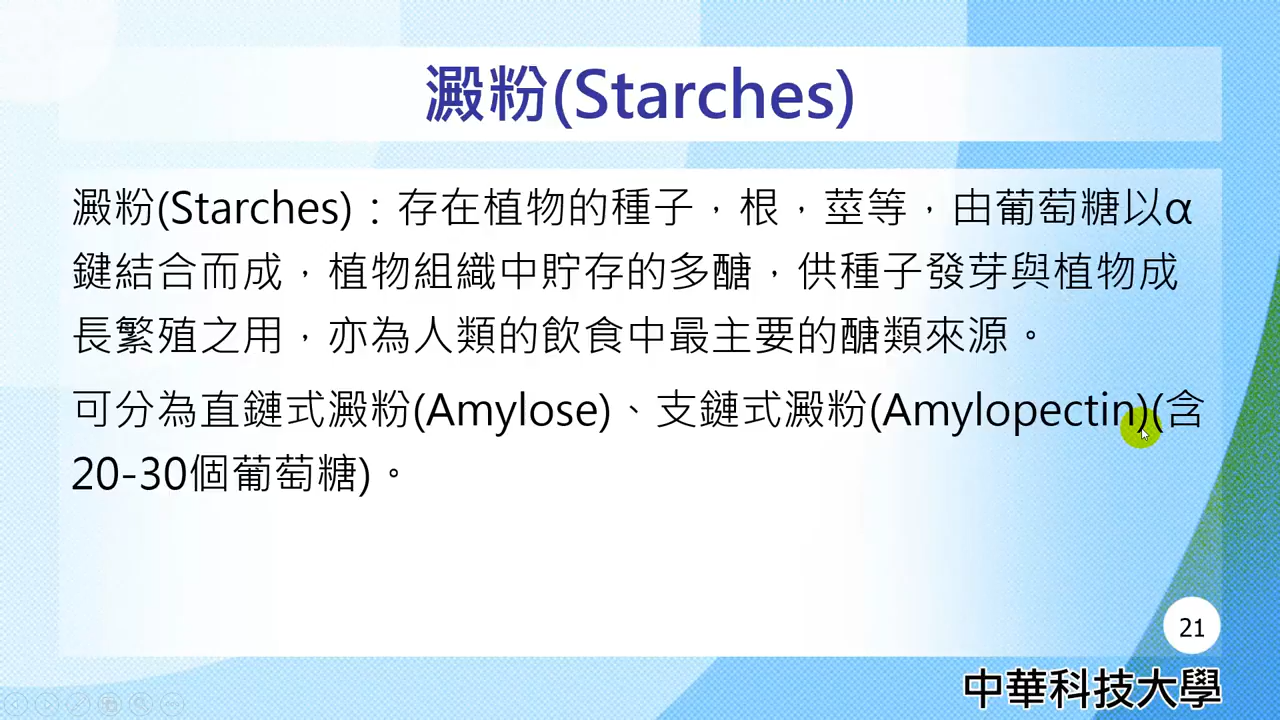 澱粉(Starches)
澱粉(Starches)：存在植物的種子，根，莖等，由葡萄糖以α
鍵結合而成，植物組織中貯存的多醣，供種子發芽與植物成
長繁殖之用，亦為人類的飲食中最主要的醣類來源。
可分為直鏈式澱粉(Amylose)、支鏈式澱粉(Amylopectin)(含
20-30個葡萄糖)。
21
中華科技大學